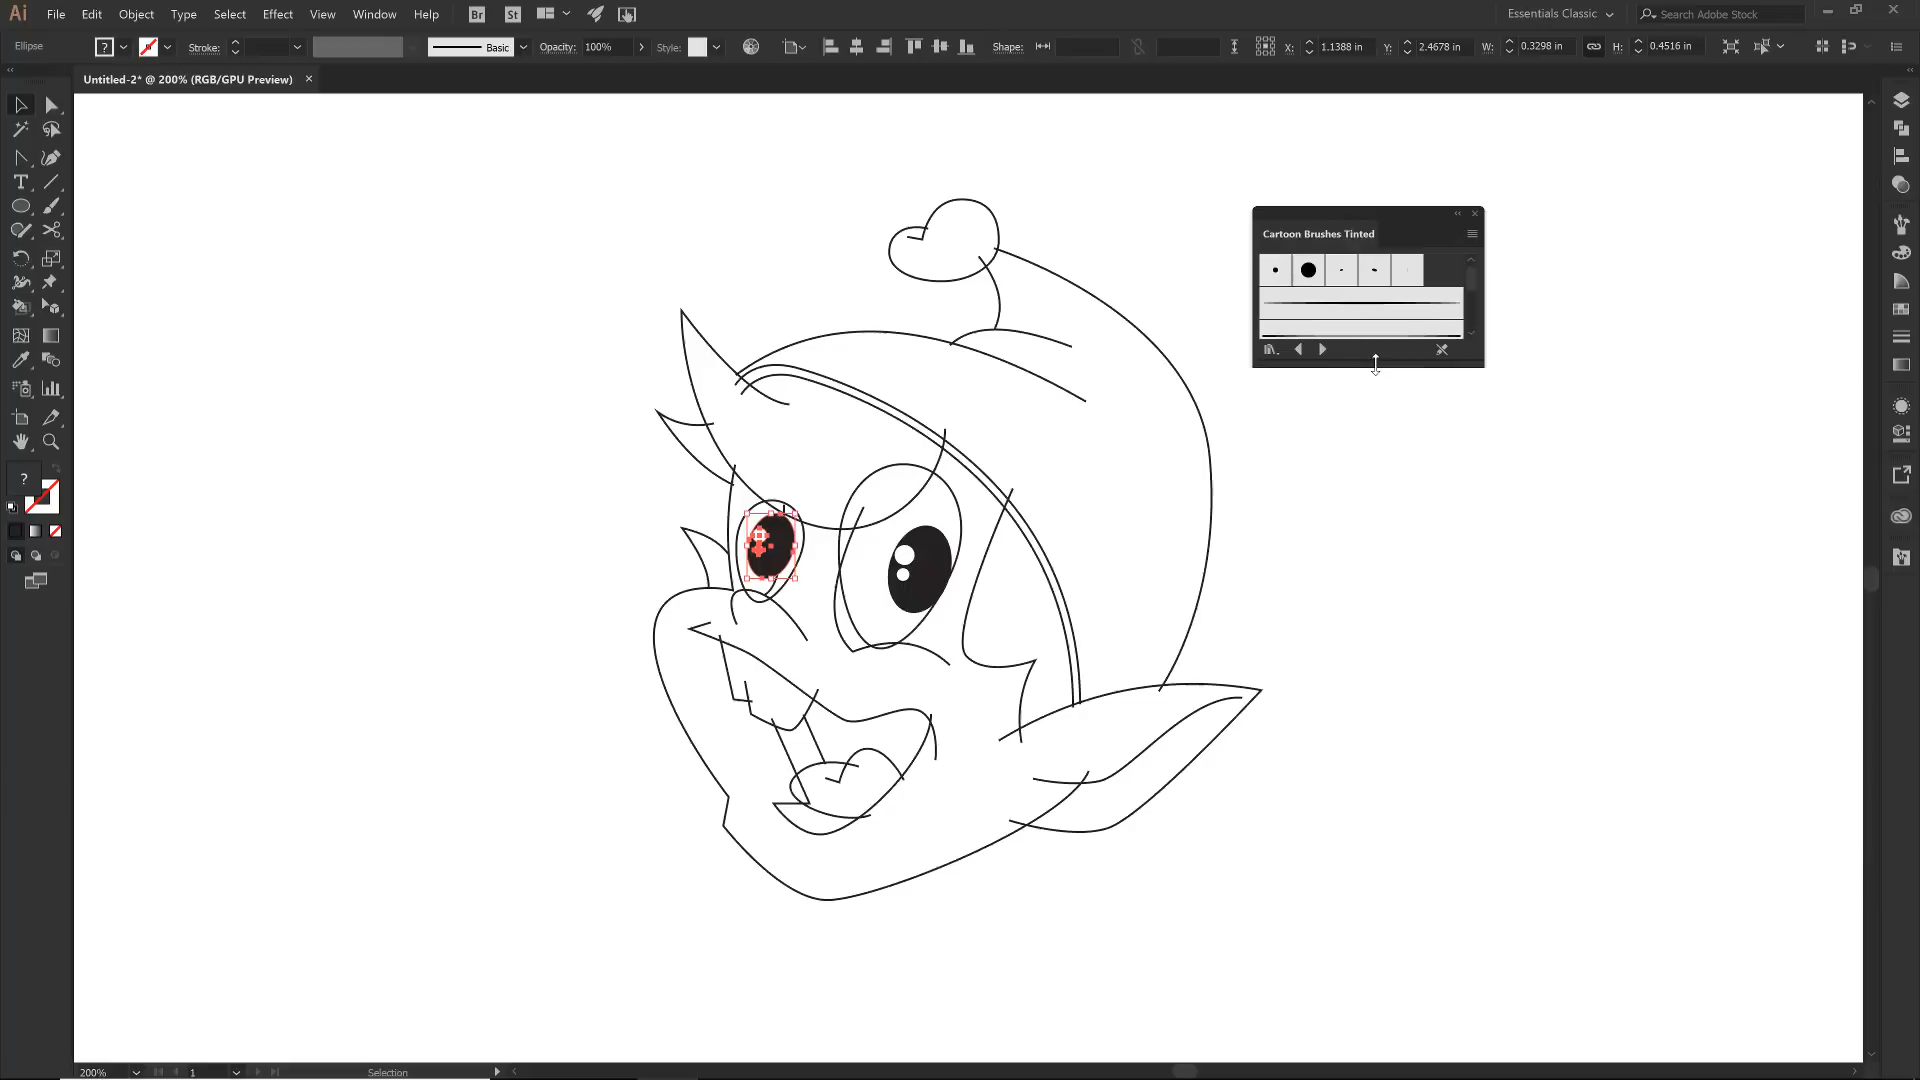 Ai File Edit Object Type Select Effect View Window Help Br St Essentials Classic Search Adobe Stock
Ellipse ? Stroke: Basic Opacity: 100% Style: Shape: X: 1.1388 in Y: 2.4678 in W: 0.3298 in H: 0.4516 in
Untitled-2* @ 200% (RGB/GPU Preview)
Cartoon Brushes Tinted
?
200% 1 Selection